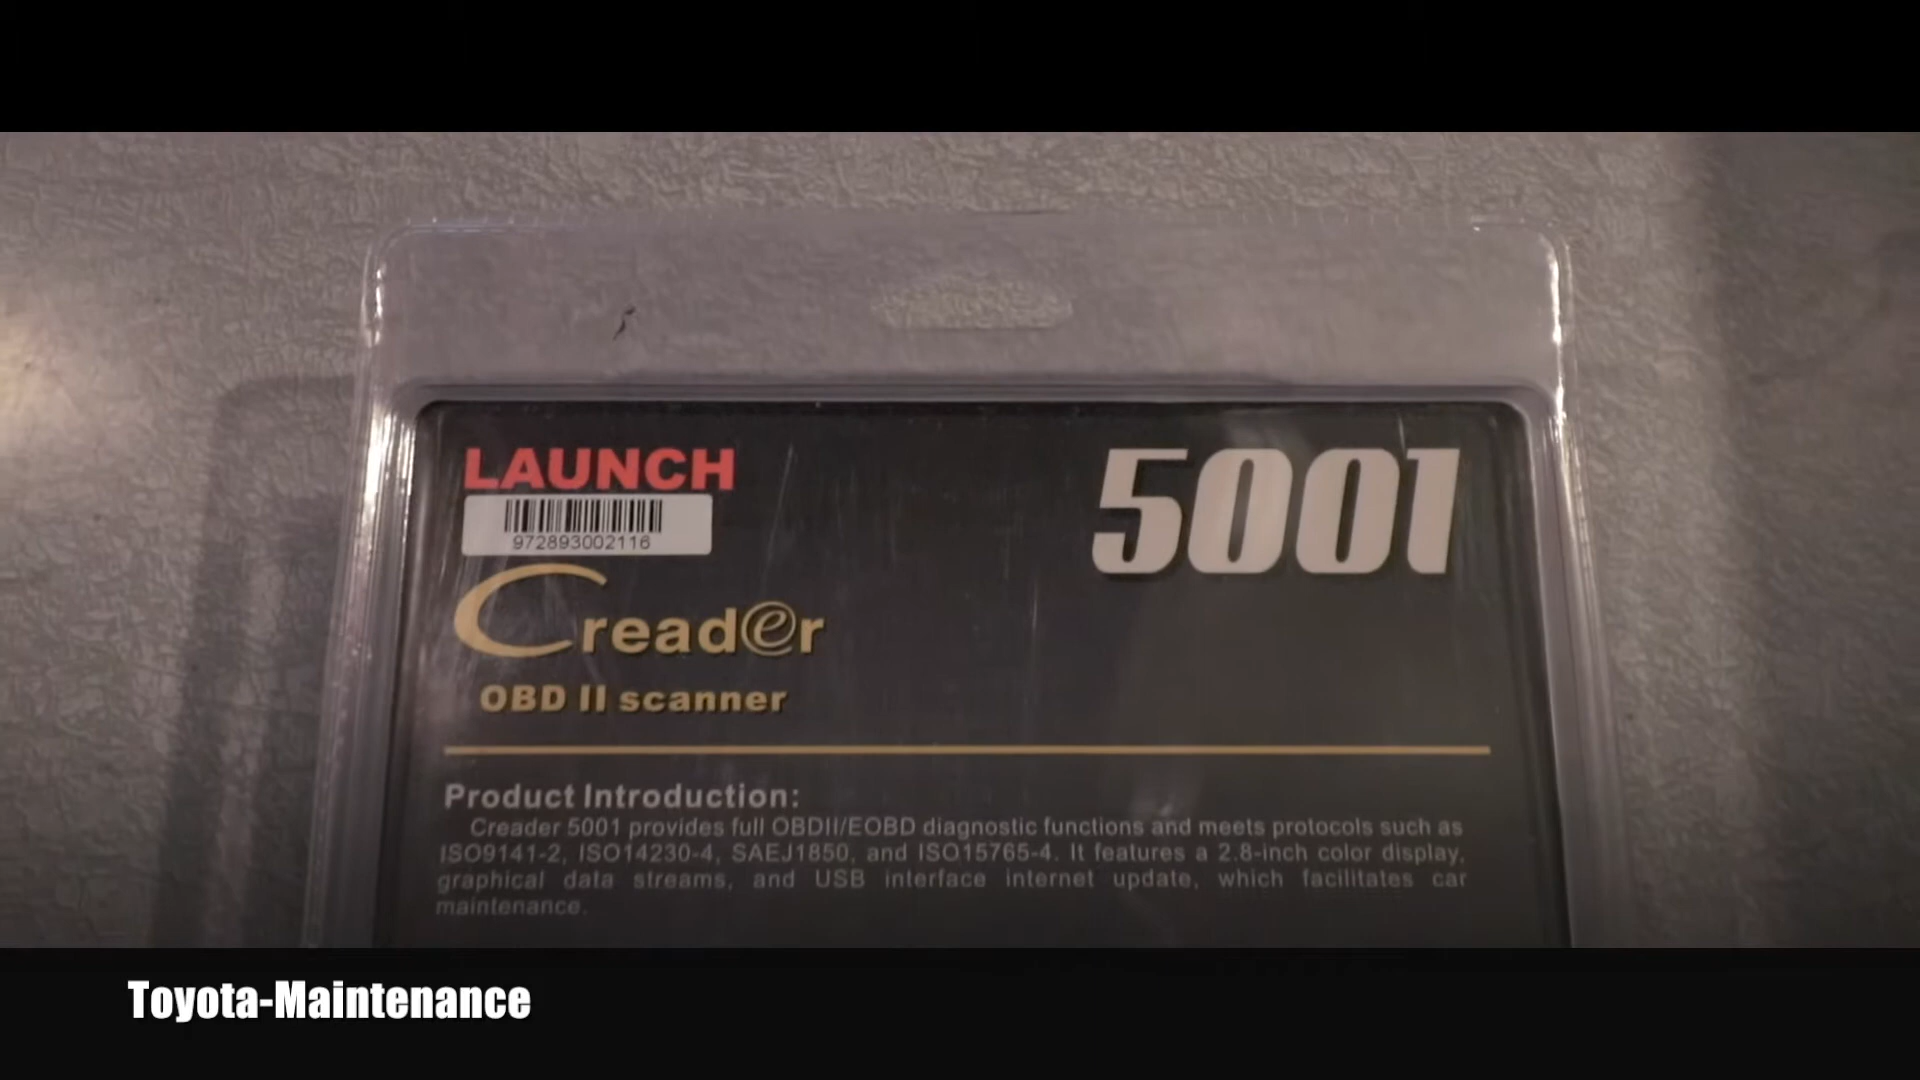 LAUNCH
5001
972893002116
Creader
OBD II scanner
Product Introduction:
Creader 5001 provides full OBDII/EOBD diagnostic functions and meets protocols such as
ISO9141-2, ISO14230-4, SAEJ1850, and ISO15765-4. It features a 2.8-inch color display,
graphical data streams, and USB interface internet update, which facilitates car
maintenance.
Toyota-Maintenance